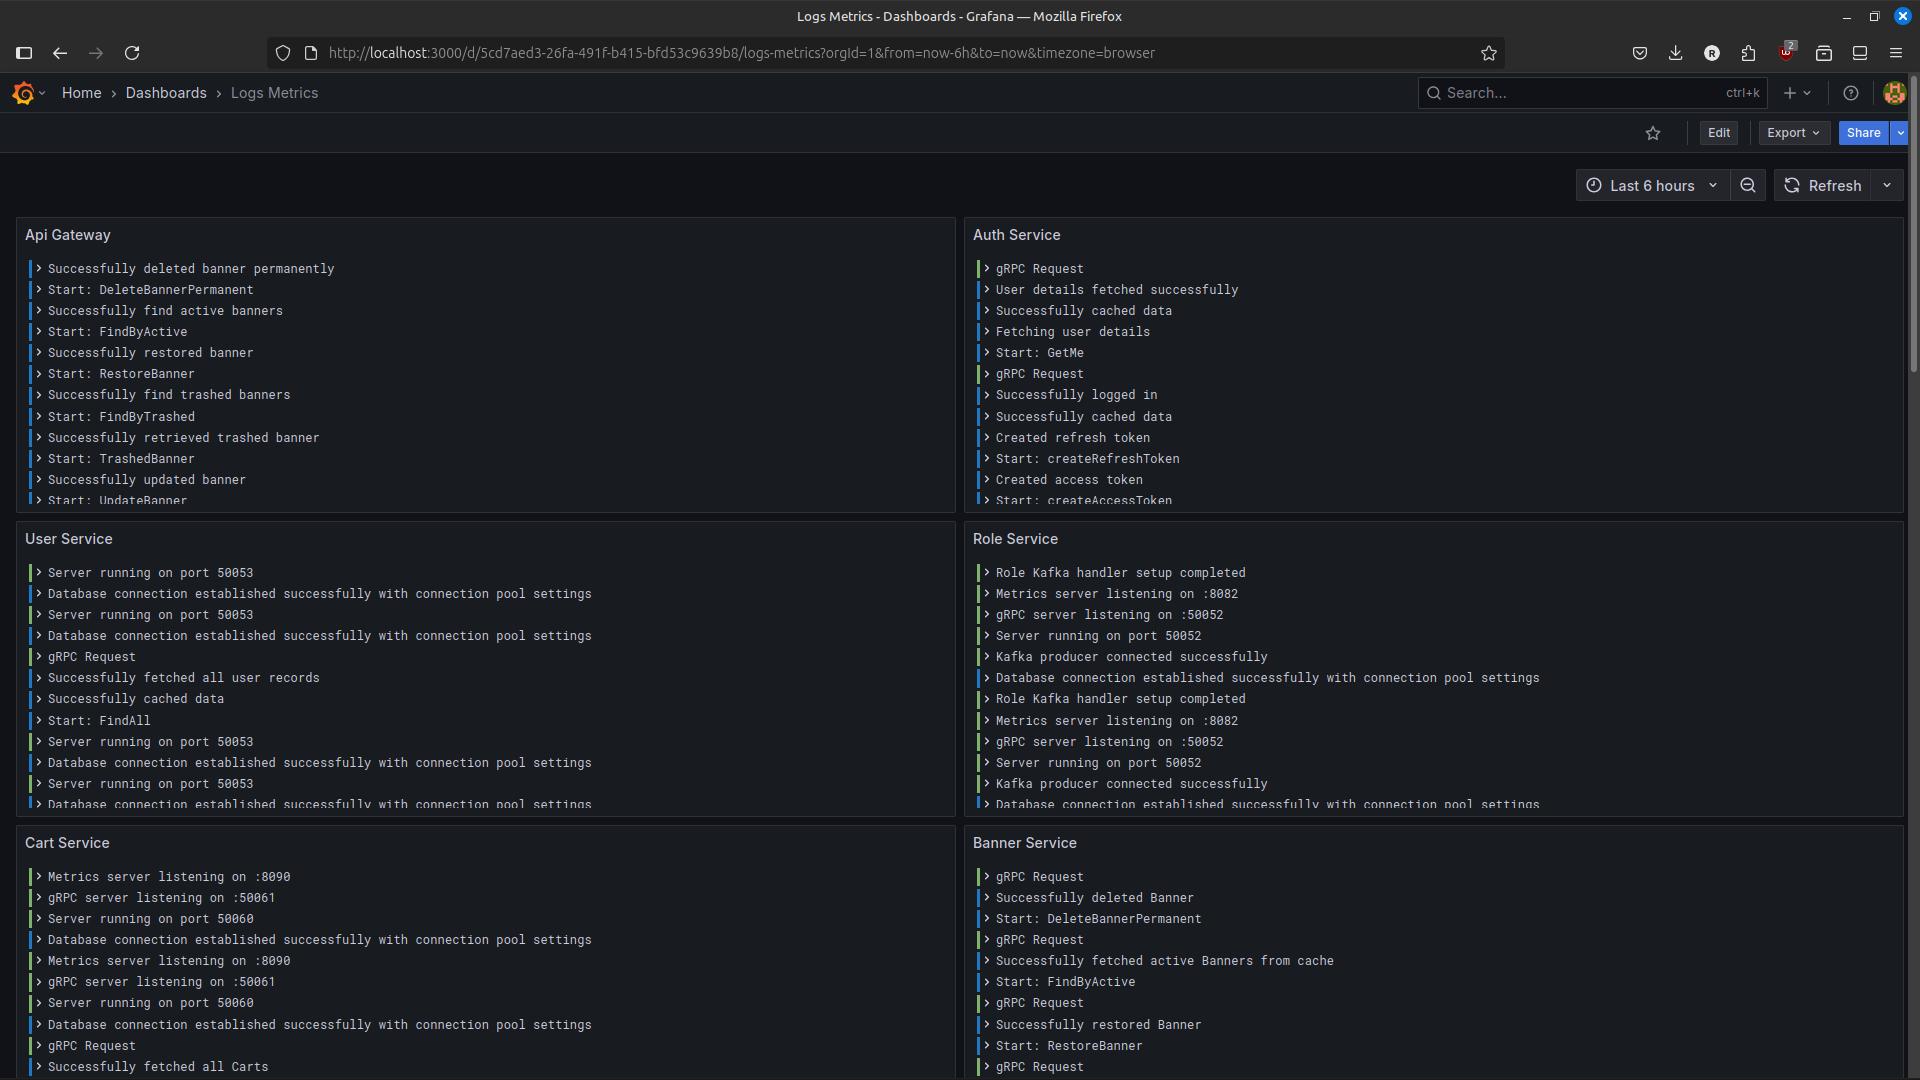 Logs Metrics - Dashboards - Grafana — Mozilla Firefox
http://localhost:3000/d/5cd7aed3-26fa-491f-b415-bfd53c9639b8/logs-metrics?orgId=1&from=now-6h&to=now&timezone=browser
R
2
Home › Dashboards › Logs Metrics
Search...
ctrl+k
Edit
Export
Share
Last 6 hours
Refresh
Api Gateway
Successfully deleted banner permanently
Start: DeleteBannerPermanent
Successfully find active banners
Start: FindByActive
Successfully restored banner
Start: RestoreBanner
Successfully find trashed banners
Start: FindByTrashed
Successfully retrieved trashed banner
Start: TrashedBanner
Successfully updated banner
Start: UpdateBanner
Auth Service
gRPC Request
User details fetched successfully
Successfully cached data
Fetching user details
Start: GetMe
gRPC Request
Successfully logged in
Successfully cached data
Created refresh token
Start: createRefreshToken
Created access token
Start: createAccessToken
User Service
Server running on port 50053
Database connection established successfully with connection pool settings
Server running on port 50053
Database connection established successfully with connection pool settings
gRPC Request
Successfully fetched all user records
Successfully cached data
Start: FindAll
Server running on port 50053
Database connection established successfully with connection pool settings
Server running on port 50053
Database connection established successfully with connection pool settings
Role Service
Role Kafka handler setup completed
Metrics server listening on :8082
gRPC server listening on :50052
Server running on port 50052
Kafka producer connected successfully
Database connection established successfully with connection pool settings
Role Kafka handler setup completed
Metrics server listening on :8082
gRPC server listening on :50052
Server running on port 50052
Kafka producer connected successfully
Database connection established successfully with connection pool settings
Cart Service
Metrics server listening on :8090
gRPC server listening on :50061
Server running on port 50060
Database connection established successfully with connection pool settings
Metrics server listening on :8090
gRPC server listening on :50061
Server running on port 50060
Database connection established successfully with connection pool settings
gRPC Request
Successfully fetched all Carts
Banner Service
gRPC Request
Successfully deleted Banner
Start: DeleteBannerPermanent
gRPC Request
Successfully fetched active Banners from cache
Start: FindByActive
gRPC Request
Successfully restored Banner
Start: RestoreBanner
gRPC Request